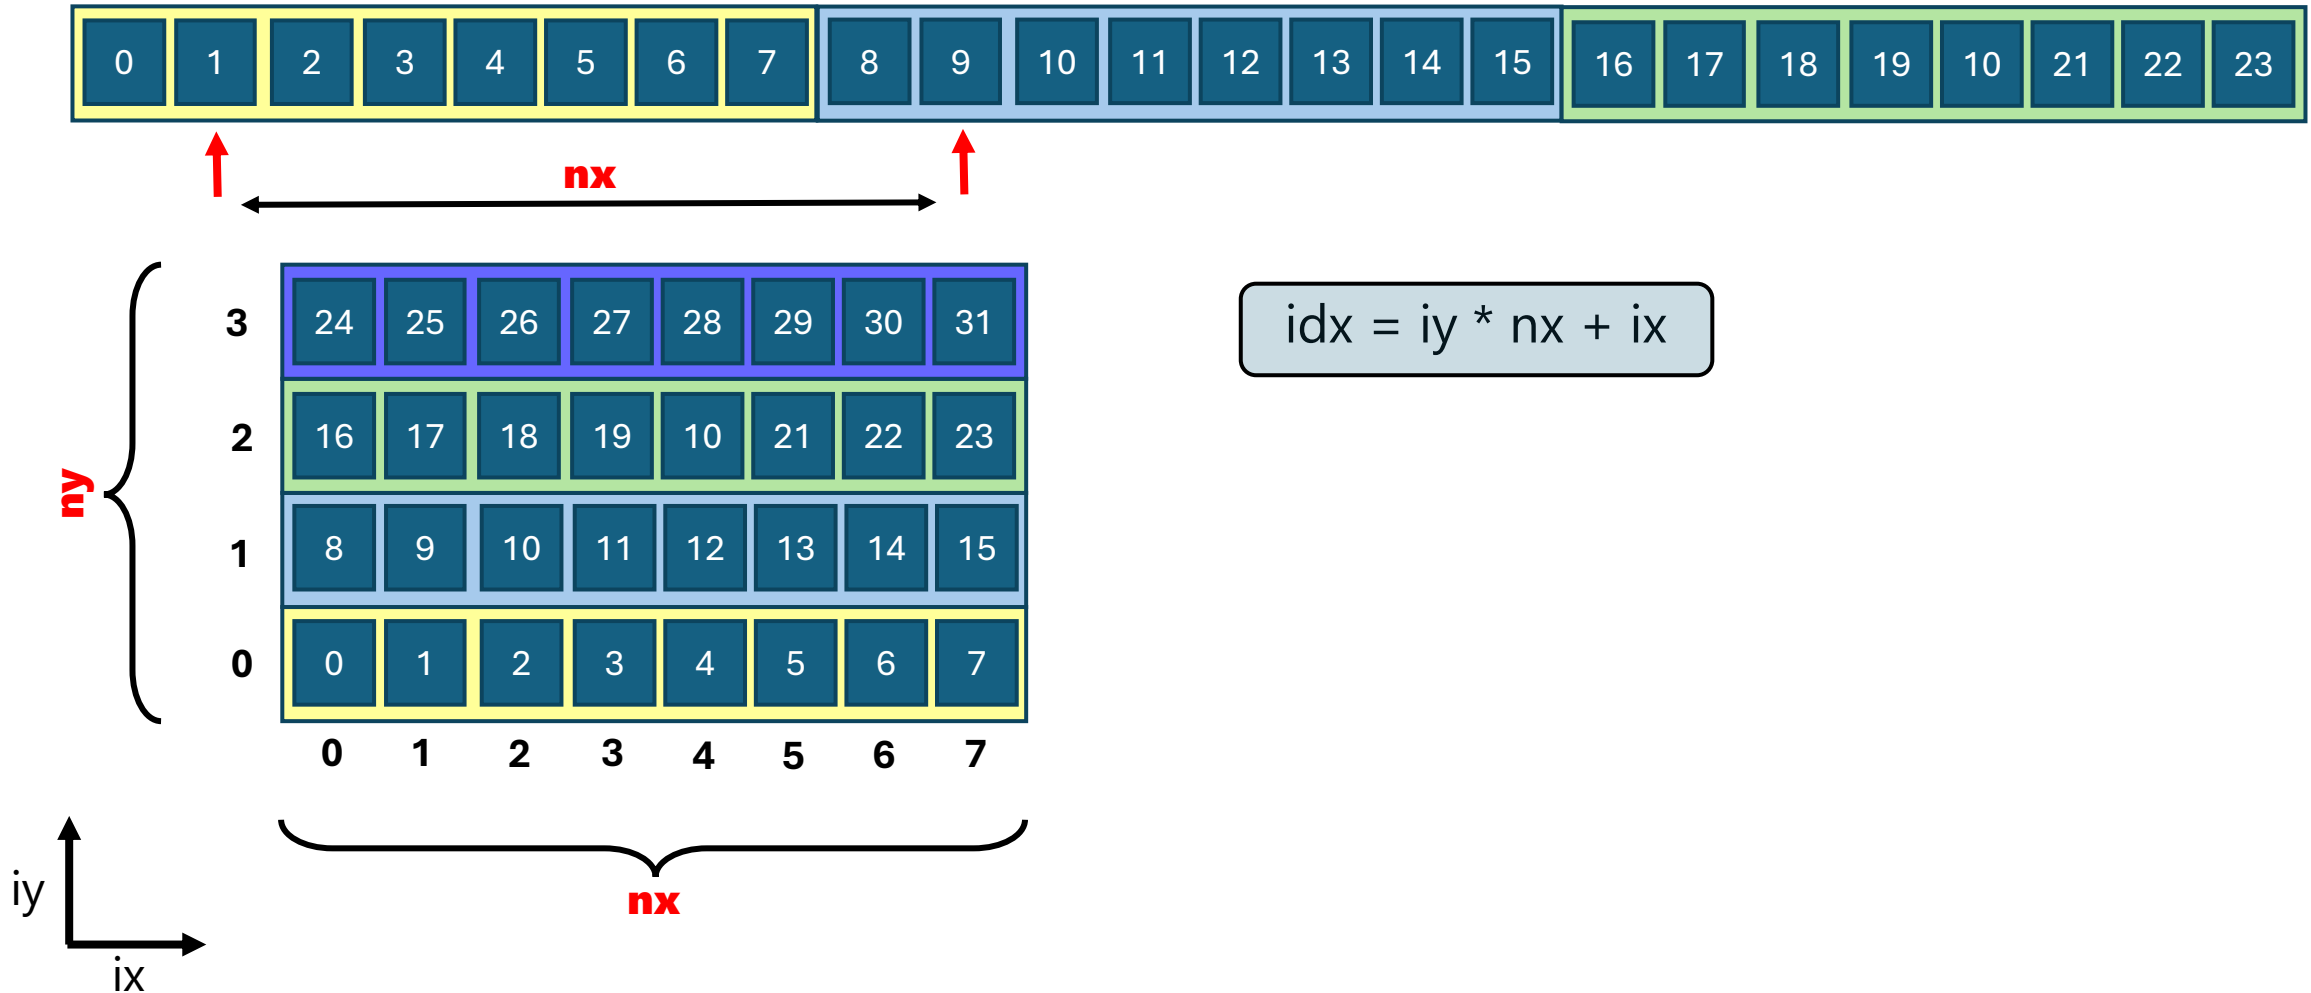 0 1 2 3 4 5 6 7 8 9 10 11 12 13 14 15 16 17 18 19 10 21 22 23
nx
3 24 25 26 27 28 29 30 31
idx = iy * nx + ix
2 16 17 18 19 10 21 22 23
ny
1 8 9 10 11 12 13 14 15
0 0 1 2 3 4 5 6 7
0 1 2 3 4 5 6 7
nx
iy
ix